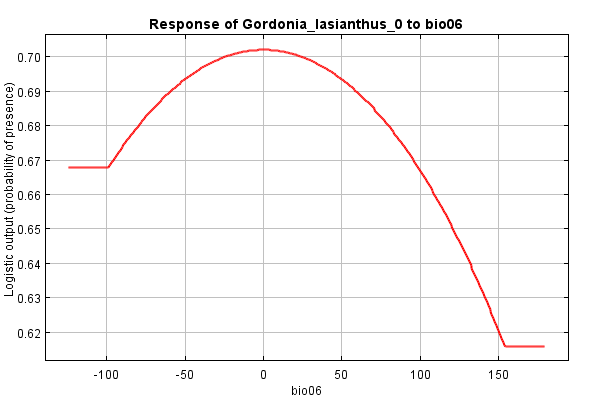 Response of Gordonia_lasianthus_0 to bio06
Logistic output (probability of presence)
0.70
0.69
0.68
0.67
0.66
0.65
0.64
0.63
0.62
-100 -50 0 50 100 150
bio06